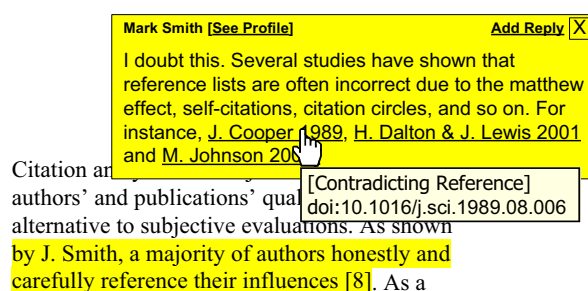 Mark Smith [See Profile] Add Reply X
I doubt this. Several studies have shown that
reference lists are often incorrect due to the matthew
effect, self-citations, citation circles, and so on. For
instance, J. Cooper 1989, H. Dalton & J. Lewis 2001
and M. Johnson
[Contradicting Reference]
doi:10.1016/j.sci.1989.08.006
Citation
authors' and publications'
alternative to subjective evaluations. As shown
by J. Smith, a majority of authors honestly and
carefully reference their influences [8]. As a